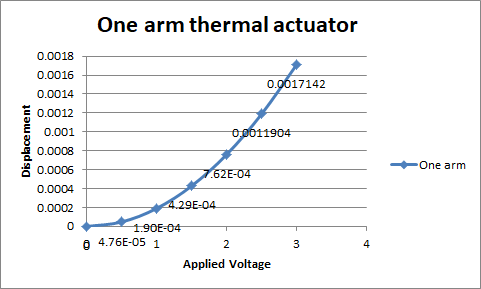 One arm thermal actuator
0.0018
0.0016
0.0014
0.0012
0.001
0.0008
0.0006
0.0004
0.0002
0
Displacement
0.0017142
0.0011904
7.62E-04
4.29E-04
1.90E-04
4.76E-05
0
0
1
2
3
4
Applied Voltage
One arm